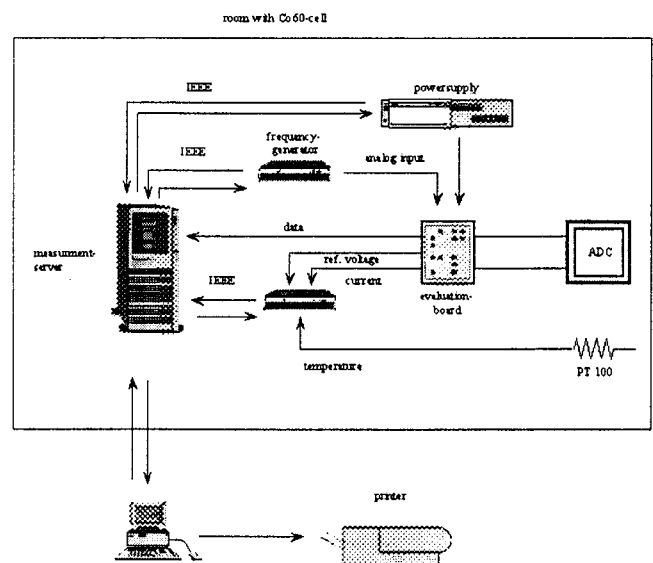 room with Co60-cell
IEEE
powersupply
frequancy-
generator
IEEE
analog input
data
measurment-
server
ref. voltage
ADC
IEEE
current
evaluation-
board
temperature
PT 100
printer